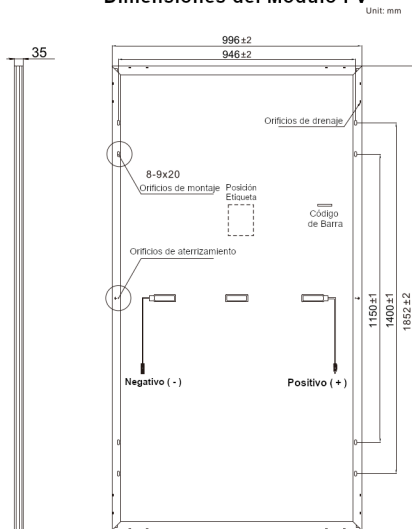 Dimensiones del Módulo PV
Unit: mm
996±2
946±2
35
Orificios de drenaje
8-9x20
Orificios de montaje
Posición
Etiqueta
Código
de Barra
Orificios de aterrizamiento
1150±1
1400±1
1852±2
Negativo ( - )
Positivo ( + )